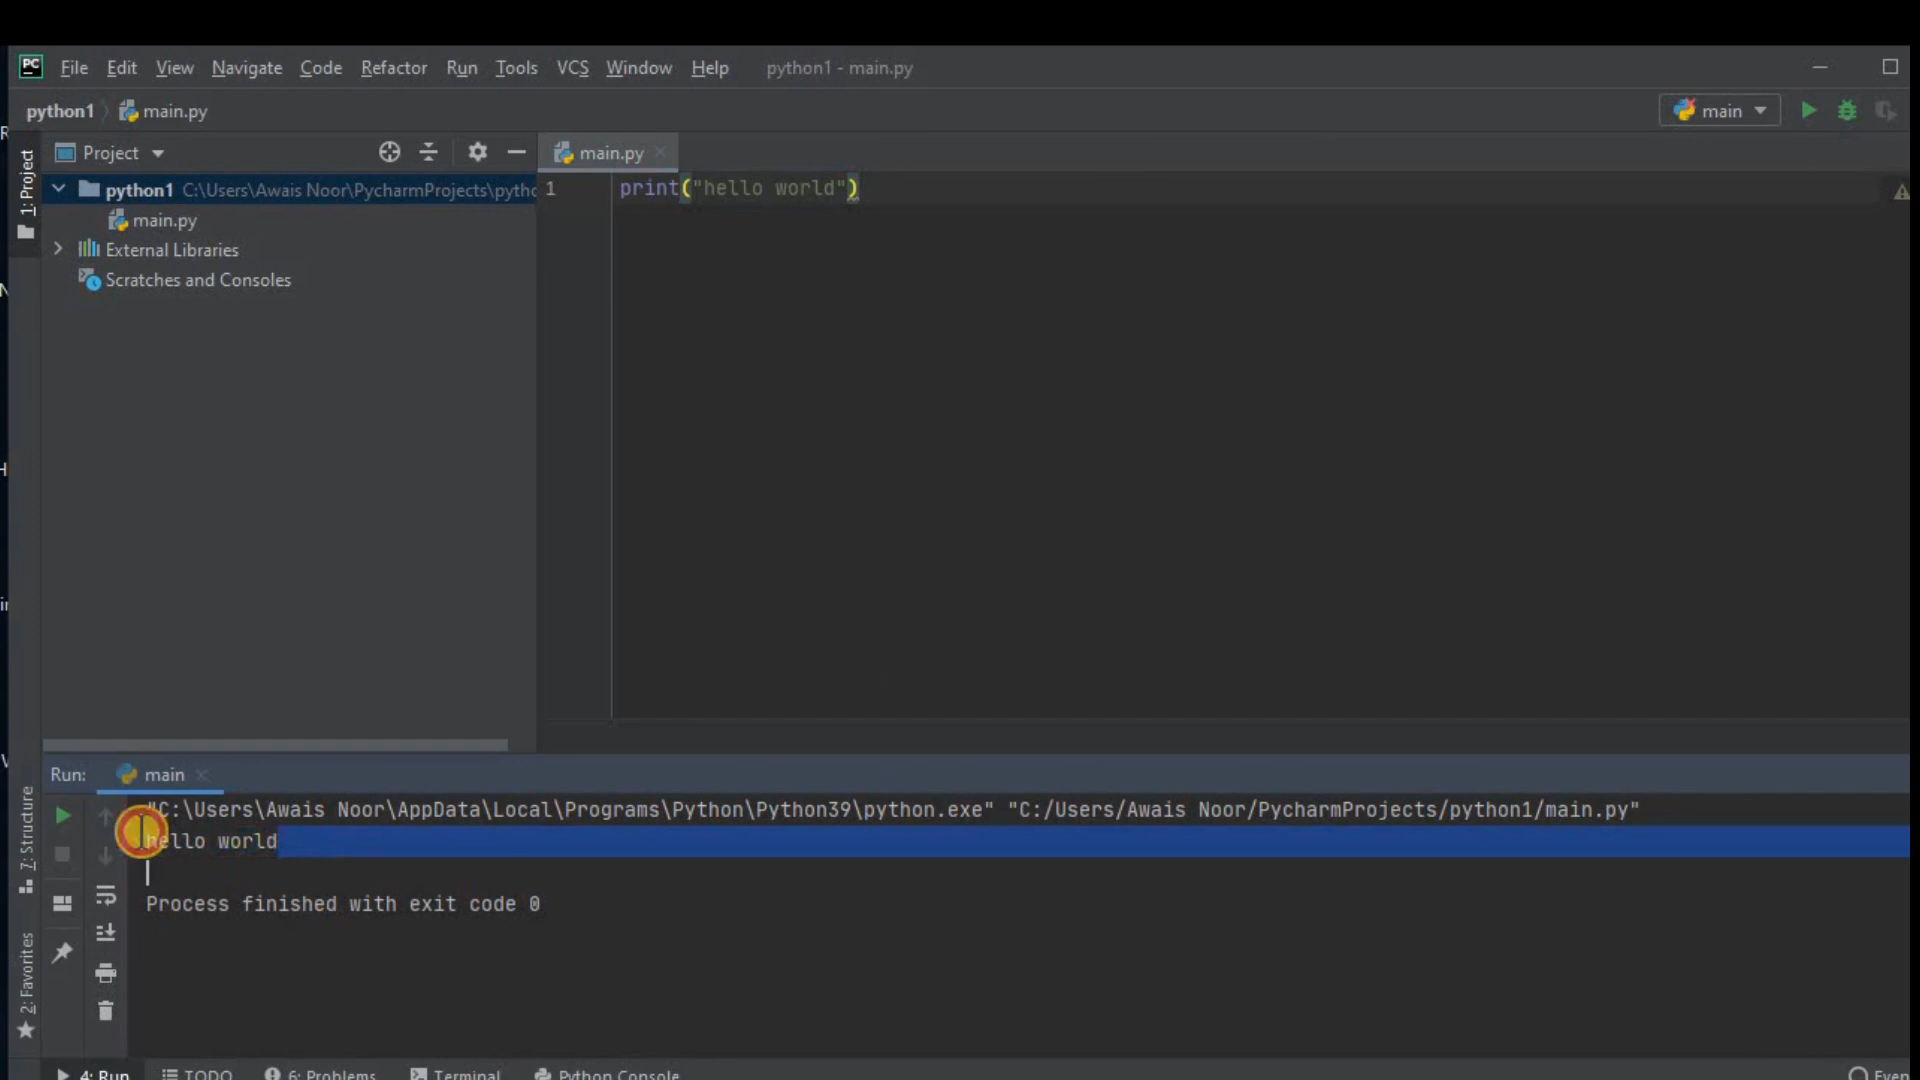 PC File Edit View Navigate Code Refactor Run Tools VCS Window Help python1 - main.py
python1 main.py main
1: Project
Project main.py
python1 C:\Users\Awais Noor\PycharmProjects\pytho
main.py
External Libraries
Scratches and Consoles
1 print("hello world")
7: Structure
2: Favorites
Run: main
"C:\Users\Awais Noor\AppData\Local\Programs\Python\Python39\python.exe" "C:/Users/Awais Noor/PycharmProjects/python1/main.py"
hello world
Process finished with exit code 0
4: Run TODO 6: Problems Terminal Python Console Even